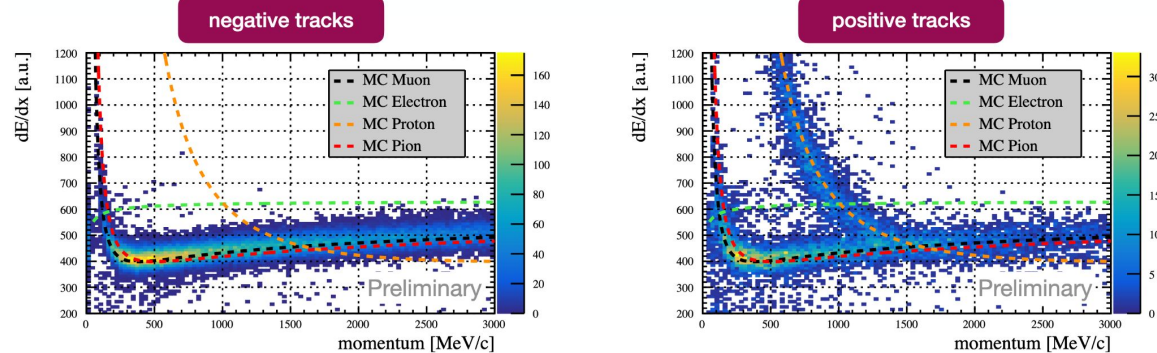 negative tracks
dE/dx [a.u.]
1200
1100
1000
900
800
700
600
500
400
300
200
MC Muon
MC Electron
MC Proton
MC Pion
Preliminary
0 500 1000 1500 2000 2500 3000
momentum [MeV/c]
160
140
120
100
80
60
40
20
0
positive tracks
dE/dx [a.u.]
1200
1100
1000
900
800
700
600
500
400
300
200
MC Muon
MC Electron
MC Proton
MC Pion
Preliminary
0 500 1000 1500 2000 2500 3000
momentum [MeV/c]
5
0